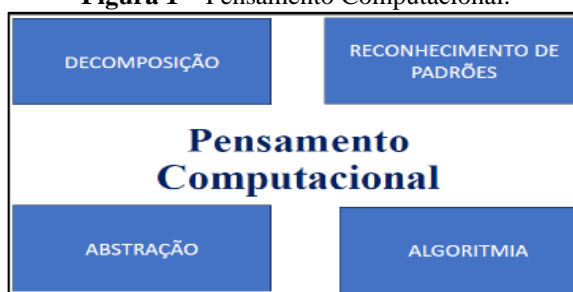 Figura 1 - Pensamento Computacional.
DECOMPOSIÇÃO
RECONHECIMENTO DE
PADRÕES
Pensamento
Computacional
ABSTRAÇÃO
ALGORITMIA